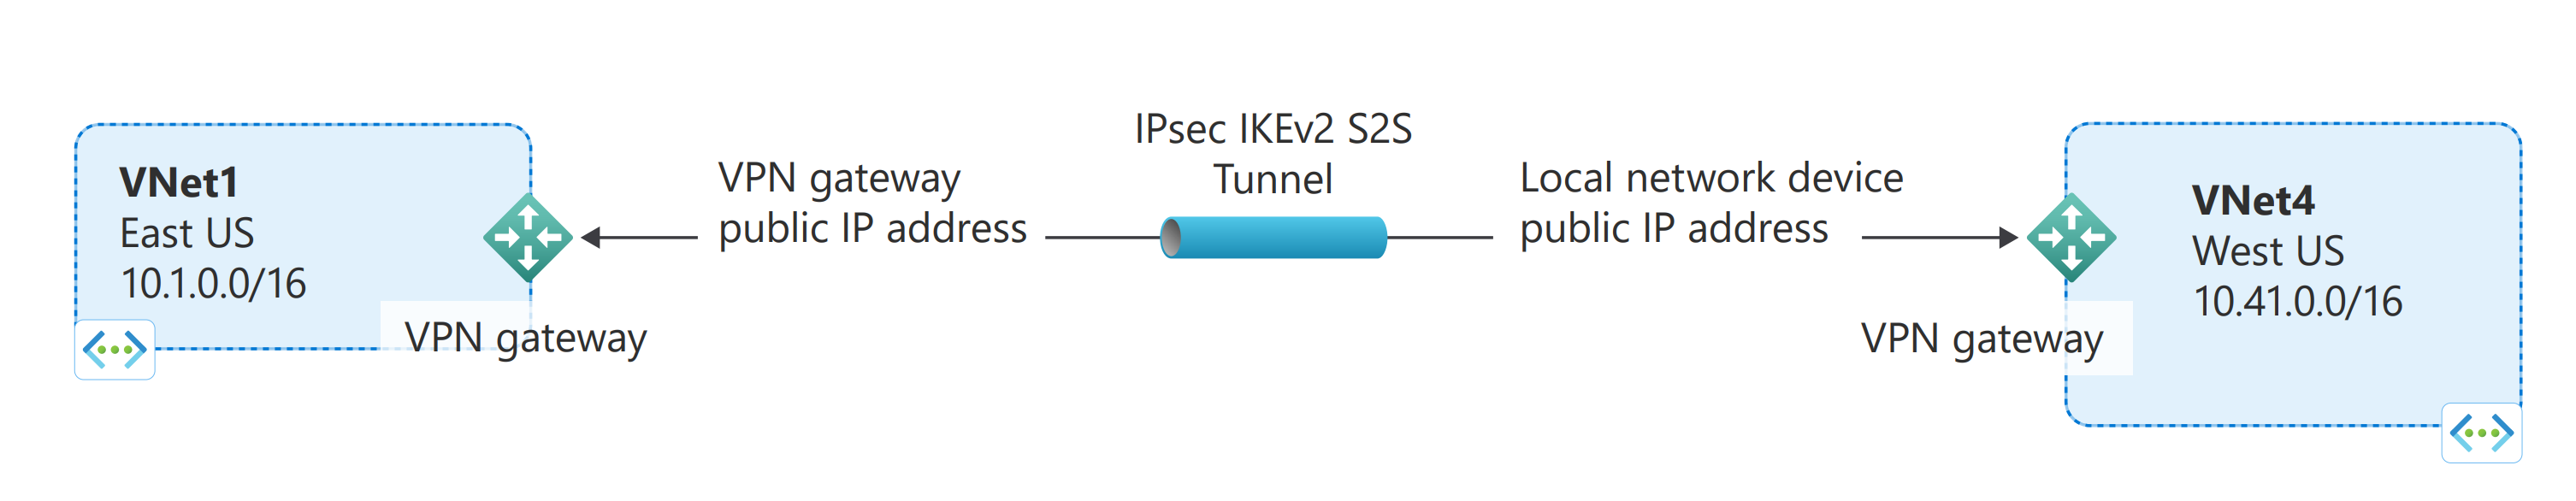 VNet1
East US
10.1.0.0/16
VPN gateway
VPN gateway
public IP address
IPsec IKEv2 S2S
Tunnel
Local network device
public IP address
VPN gateway
VNet4
West US
10.41.0.0/16